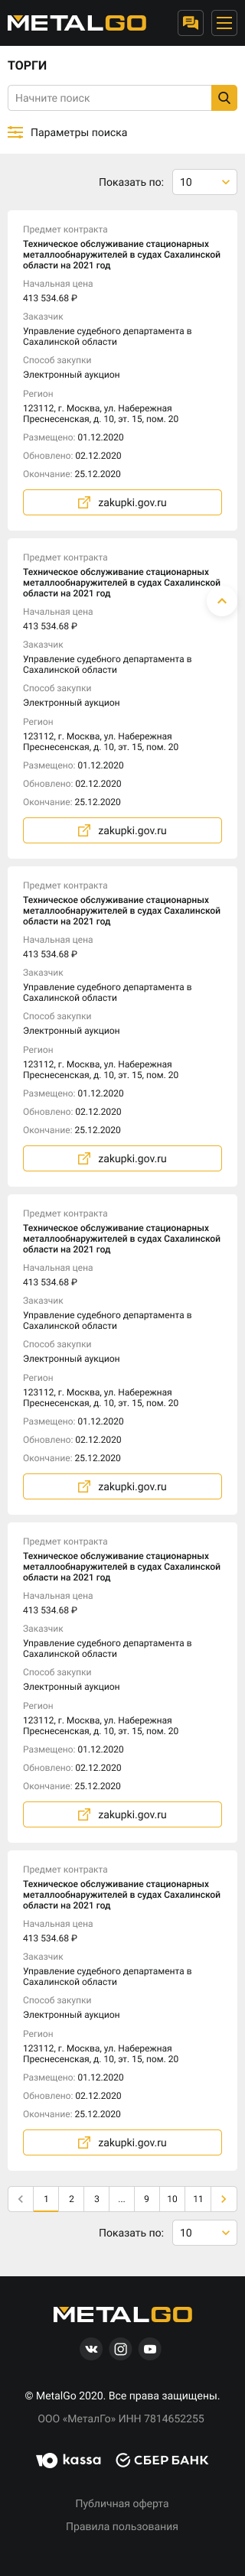 METALGO
ТОРГИ
Начните поиск
Параметры поиска
Показать по: 10
Предмет контракта
Техническое обслуживание стационарных
металлообнаружителей в судах Сахалинской
области на 2021 год
Начальная цена
413 534.68 ₽
Заказчик
Управление судебного департамента в
Сахалинской области
Способ закупки
Электронный аукцион
Регион
123112, г. Москва, ул. Набережная
Преснесенская, д. 10, эт. 15, пом. 20
Размещено: 01.12.2020
Обновлено: 02.12.2020
Окончание: 25.12.2020
zakupki.gov.ru
Предмет контракта
Техническое обслуживание стационарных
металлообнаружителей в судах Сахалинской
области на 2021 год
Начальная цена
413 534.68 ₽
Заказчик
Управление судебного департамента в
Сахалинской области
Способ закупки
Электронный аукцион
Регион
123112, г. Москва, ул. Набережная
Преснесенская, д. 10, эт. 15, пом. 20
Размещено: 01.12.2020
Обновлено: 02.12.2020
Окончание: 25.12.2020
zakupki.gov.ru
Предмет контракта
Техническое обслуживание стационарных
металлообнаружителей в судах Сахалинской
области на 2021 год
Начальная цена
413 534.68 ₽
Заказчик
Управление судебного департамента в
Сахалинской области
Способ закупки
Электронный аукцион
Регион
123112, г. Москва, ул. Набережная
Преснесенская, д. 10, эт. 15, пом. 20
Размещено: 01.12.2020
Обновлено: 02.12.2020
Окончание: 25.12.2020
zakupki.gov.ru
Предмет контракта
Техническое обслуживание стационарных
металлообнаружителей в судах Сахалинской
области на 2021 год
Начальная цена
413 534.68 ₽
Заказчик
Управление судебного департамента в
Сахалинской области
Способ закупки
Электронный аукцион
Регион
123112, г. Москва, ул. Набережная
Преснесенская, д. 10, эт. 15, пом. 20
Размещено: 01.12.2020
Обновлено: 02.12.2020
Окончание: 25.12.2020
zakupki.gov.ru
Предмет контракта
Техническое обслуживание стационарных
металлообнаружителей в судах Сахалинской
области на 2021 год
Начальная цена
413 534.68 ₽
Заказчик
Управление судебного департамента в
Сахалинской области
Способ закупки
Электронный аукцион
Регион
123112, г. Москва, ул. Набережная
Преснесенская, д. 10, эт. 15, пом. 20
Размещено: 01.12.2020
Обновлено: 02.12.2020
Окончание: 25.12.2020
zakupki.gov.ru
Предмет контракта
Техническое обслуживание стационарных
металлообнаружителей в судах Сахалинской
области на 2021 год
Начальная цена
413 534.68 ₽
Заказчик
Управление судебного департамента в
Сахалинской области
Способ закупки
Электронный аукцион
Регион
123112, г. Москва, ул. Набережная
Преснесенская, д. 10, эт. 15, пом. 20
Размещено: 01.12.2020
Обновлено: 02.12.2020
Окончание: 25.12.2020
zakupki.gov.ru
1 2 3 ... 9 10 11
Показать по: 10
METALGO
© MetalGo 2020. Все права защищены.
ООО «МеталГо» ИНН 7814652255
ЮO kassa СБЕР БАНК
Публичная оферта
Правила пользования